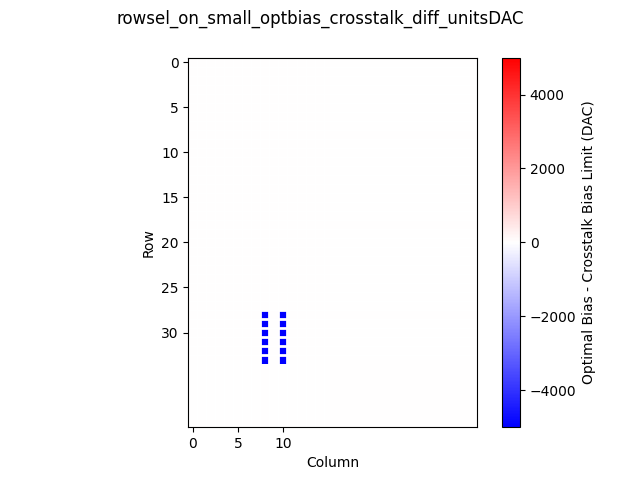 rowsel_on_small_optbias_crosstalk_diff_unitsDAC
0
5
10
15
20
25
30
Row
0 5 10
Column
4000
2000
0
−2000
−4000
Optimal Bias - Crosstalk Bias Limit (DAC)